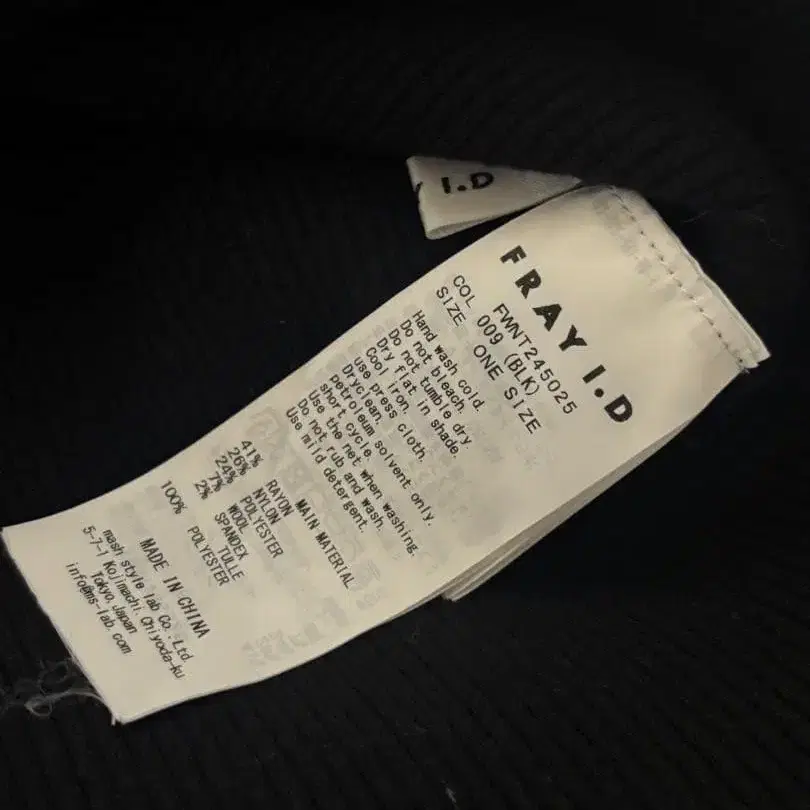 I.D
FRAY I.D
FWNT245025
COL 009 (BLK)
SIZE ONE SIZE
Hand wash cold.
Do not bleach.
Do not tumble dry.
Dry flat in shade.
Cool iron.
use press cloth.
Dryclean.
petroleum solvent only.
short cycle.
Use the net when washing.
Do not rub and wash.
Use mild detergent.
MAIN MATERIAL
41% RAYON
26% NYLON
24% POLYESTER
7% WOOL
2% SPANDEX
TULLE
100% POLYESTER
MADE IN CHINA
mash style lab Co.,Ltd.
5-7-1 Kojimachi.Chiyoda-ku
Tokyo.Japan
info@ms-lab.com